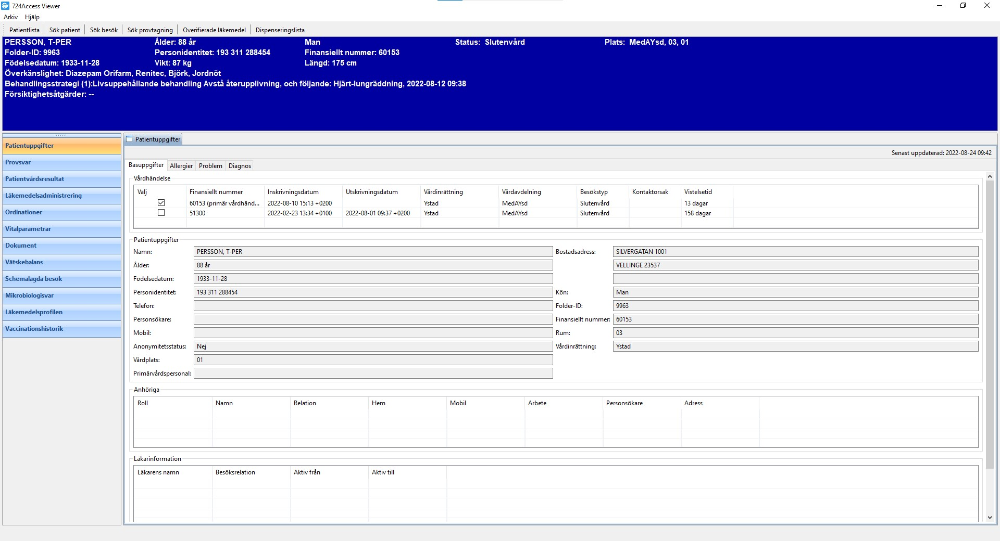 724Access Viewer
Arkiv Hjälp
Patientlista Sök patient Sök besök Sök provtagning Overifierade läkemedel Dispenseringslista
PERSSON, T-PER Ålder: 88 år Man Status: Slutenvård Plats: MedAYsd, 03, 01
Folder-ID: 9963 Personidentitet: 193 311 288454 Finansiellt nummer: 60153
Födelsedatum: 1933-11-28 Vikt: 87 kg Längd: 175 cm
Överkänslighet: Diazepam Orifarm, Renitec, Björk, Jordnöt
Behandlingsstrategi (1):Livsuppehållande behandling Avstå återupplivning, och följande: Hjärt-lungräddning, 2022-08-12 09:38
Försiktighetsåtgärder: --
Patientuppgifter
Provsvar
Patientvårdsresultat
Läkemedelsadministrering
Ordinationer
Vitalparametrar
Dokument
Vätskebalans
Schemalagda besök
Mikrobiologisvar
Läkemedelsprofilen
Vaccinationshistorik
Patientuppgifter
Senast uppdaterad: 2022-08-24 09:42
Basuppgifter Allergier Problem Diagnos
Vårdhändelse
Välj Finansiellt nummer Inskrivningsdatum Utskrivningsdatum Vårdinrättning Vårdavdelning Besökstyp Kontaktorsak Vistelsetid
60153 (primär vårdhänd... 2022-08-10 15:13 +0200 Ystad MedAYsd Slutenvård 13 dagar
51300 2022-02-23 13:34 +0100 2022-08-01 09:37 +0200 Ystad MedAYsd Slutenvård 158 dagar
Patientuppgifter
Namn: PERSSON, T-PER Bostadsadress: SILVERGATAN 1001
Ålder: 88 år VELLINGE 23537
Födelsedatum: 1933-11-28
Personidentitet: 193 311 288454 Kön: Man
Telefon: Folder-ID: 9963
Personsökare: Finansiellt nummer: 60153
Mobil: Rum: 03
Anonymitetsstatus: Nej Vårdinrättning: Ystad
Vårdplats: 01
Primärvårdspersonal:
Anhöriga
Roll Namn Relation Hem Mobil Arbete Personsökare Adress
Läkarinformation
Läkarens namn Besöksrelation Aktiv från Aktiv till